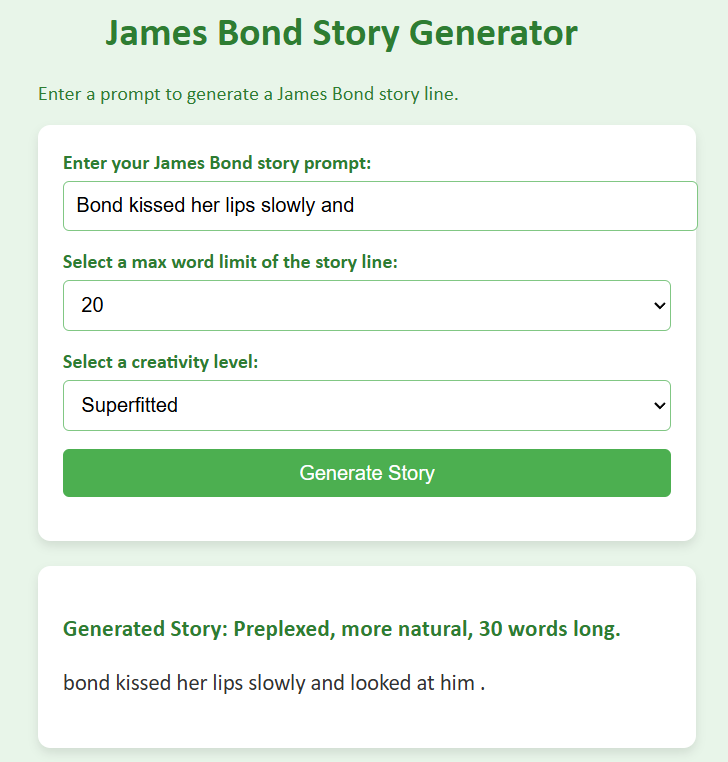 James Bond Story Generator
Enter a prompt to generate a James Bond story line.
Enter your James Bond story prompt:
Bond kissed her lips slowly and
Select a max word limit of the story line:
20
Select a creativity level:
Superfitted
Generate Story
Generated Story: Preplexed, more natural, 30 words long.
bond kissed her lips slowly and looked at him .